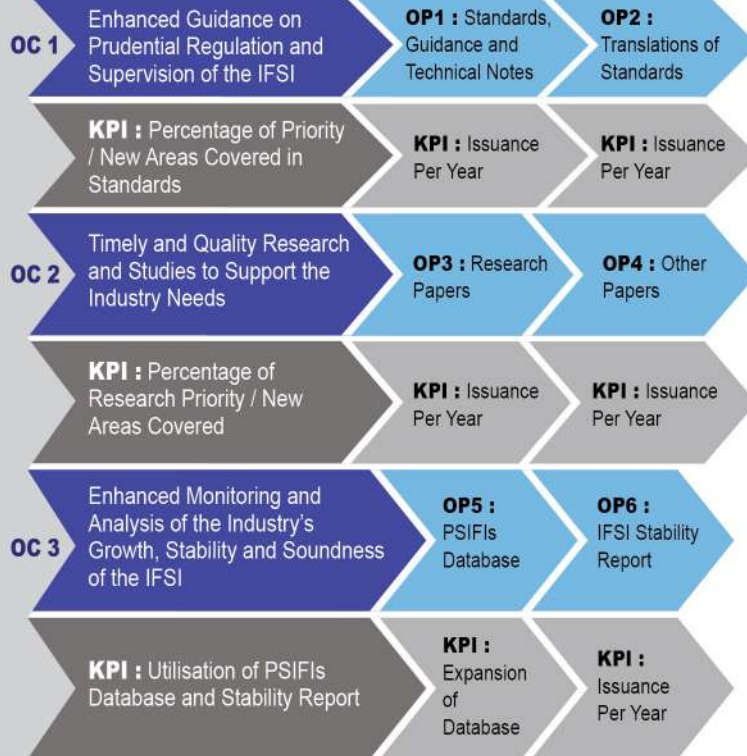 OC 1
Enhanced Guidance on
Prudential Regulation and
Supervision of the IFSI
OP1 : Standards,
Guidance and
Technical Notes
OP2 :
Translations of
Standards
KPI : Percentage of Priority
/ New Areas Covered in
Standards
KPI : Issuance
Per Year
KPI : Issuance
Per Year
OC 2
Timely and Quality Research
and Studies to Support the
Industry Needs
OP3 : Research
Papers
OP4 : Other
Papers
KPI : Percentage of
Research Priority / New
Areas Covered
KPI : Issuance
Per Year
KPI : Issuance
Per Year
OC 3
Enhanced Monitoring and
Analysis of the Industry's
Growth, Stability and Soundness
of the IFSI
OP5 :
PSIFIs
Database
OP6 :
IFSI Stability
Report
KPI : Utilisation of PSIFIs
Database and Stability Report
KPI :
Expansion
of
Database
KPI :
Issuance
Per Year